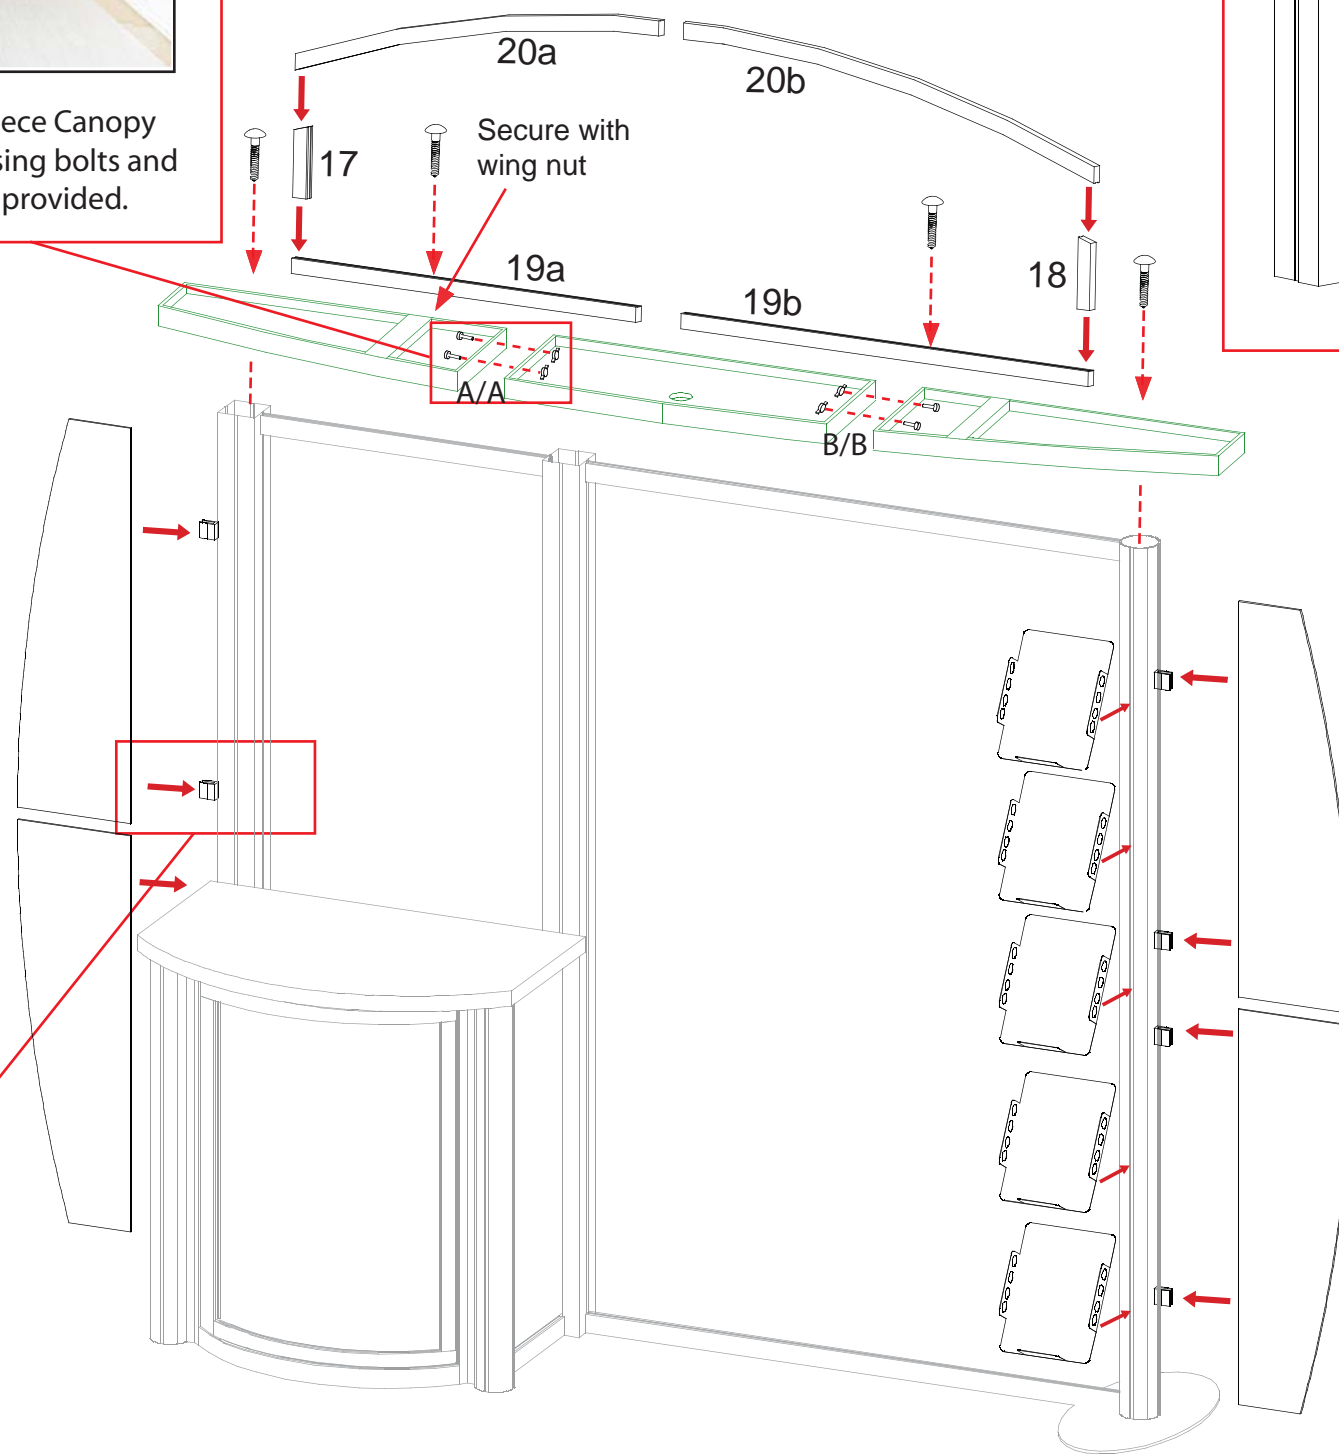 20a
20b
ece Canopy
sing bolts and
provided.
17
Secure with
wing nut
19a
18
19b
A/A
B/B